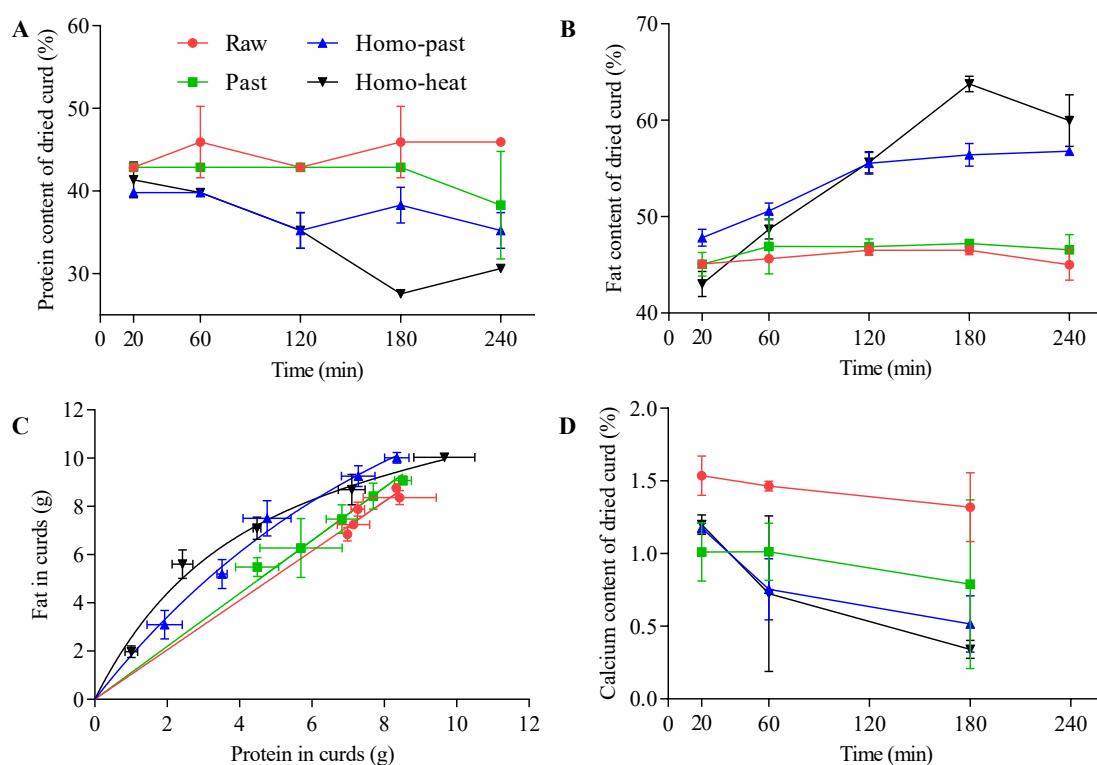 A
Protein content of dried curd (%)
60
50
40
30
20
60
120
180
240
Time (min)
Raw
Past
Homo-past
Homo-heat
B
Fat content of dried curd (%)
70
60
50
40
20
60
120
180
240
Time (min)
C
Fat in curds (g)
12
10
8
6
4
2
0
0
2
4
6
8
10
12
Protein in curds (g)
D
Calcium content of dried curd (%)
2.0
1.5
1.0
0.5
0.0
20
60
120
180
240
Time (min)